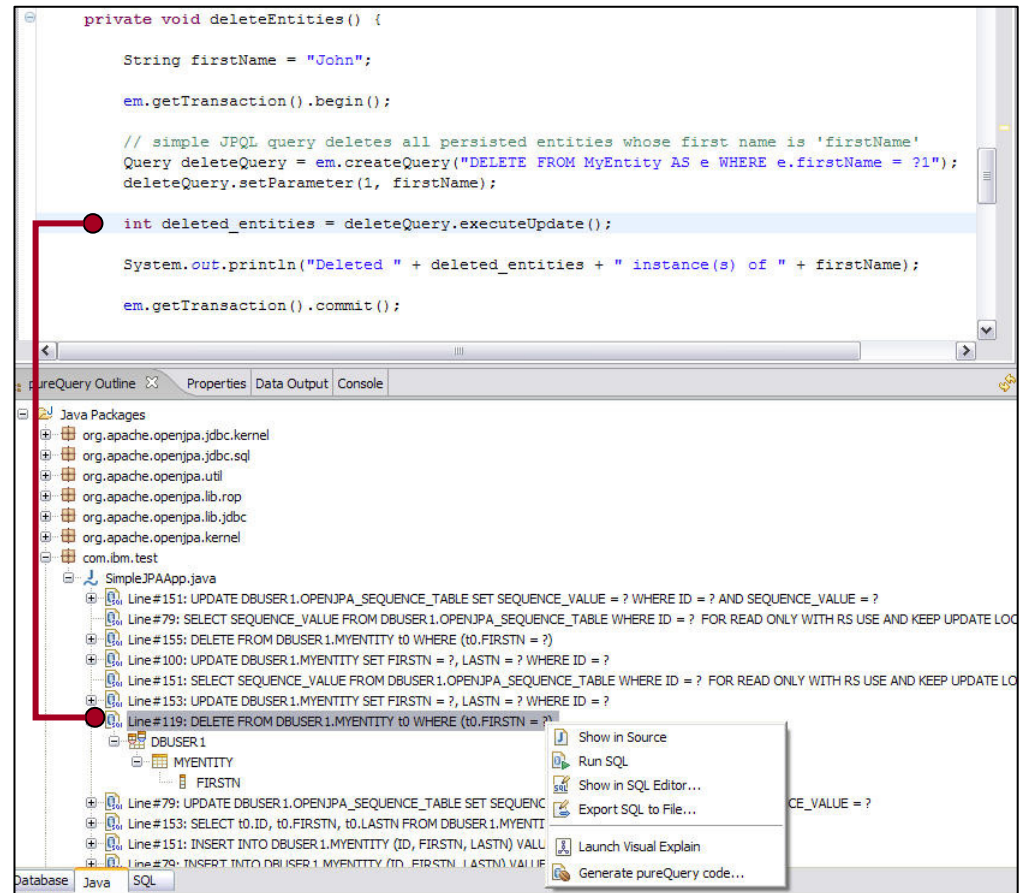 private void deleteEntities() {
String firstName = "John";
em.getTransaction().begin();
// simple JPQL query deletes all persisted entities whose first name is 'firstName'
Query deleteQuery = em.createQuery("DELETE FROM MyEntity AS e WHERE e.firstName = ?1");
deleteQuery.setParameter(1, firstName);
int deleted_entities = deleteQuery.executeUpdate();
System.out.println("Deleted " + deleted_entities + " instance(s) of " + firstName);
em.getTransaction().commit();
pureQuery Outline Properties Data Output Console
Java Packages
org.apache.openjpa.jdbc.kernel
org.apache.openjpa.jdbc.sql
org.apache.openjpa.util
org.apache.openjpa.lib.rop
org.apache.openjpa.lib.jdbc
org.apache.openjpa.kernel
com.ibm.test
SimpleJPAApp.java
Line#151: UPDATE DBUSER1.OPENJPA_SEQUENCE_TABLE SET SEQUENCE_VALUE = ? WHERE ID = ? AND SEQUENCE_VALUE = ?
Line#79: SELECT SEQUENCE_VALUE FROM DBUSER1.OPENJPA_SEQUENCE_TABLE WHERE ID = ? FOR READ ONLY WITH RS USE AND KEEP UPDATE LOC
Line#155: DELETE FROM DBUSER1.MYENTITY t0 WHERE (t0.FIRSTN = ?)
Line#100: UPDATE DBUSER1.MYENTITY SET FIRSTN = ?, LASTN = ? WHERE ID = ?
Line#151: SELECT SEQUENCE_VALUE FROM DBUSER1.OPENJPA_SEQUENCE_TABLE WHERE ID = ? FOR READ ONLY WITH RS USE AND KEEP UPDATE LO
Line#153: UPDATE DBUSER1.MYENTITY SET FIRSTN = ?, LASTN = ? WHERE ID = ?
Line#119: DELETE FROM DBUSER1.MYENTITY t0 WHERE (t0.FIRSTN = ?)
DBUSER1
MYENTITY
FIRSTN
Line#79: UPDATE DBUSER1.OPENJPA_SEQUENCE_TABLE SET SEQUENC CE_VALUE = ?
Line#153: SELECT t0.ID, t0.FIRSTN, t0.LASTN FROM DBUSER1.MYENTI
Line#151: INSERT INTO DBUSER1.MYENTITY (ID, FIRSTN, LASTN) VALU
Line#79: INSERT INTO DBUSER1.MYENTITY (ID, FIRSTN, LASTN) VALUE
Show in Source
Run SQL
Show in SQL Editor...
Export SQL to File...
Launch Visual Explain
Generate pureQuery code...
Database Java SQL